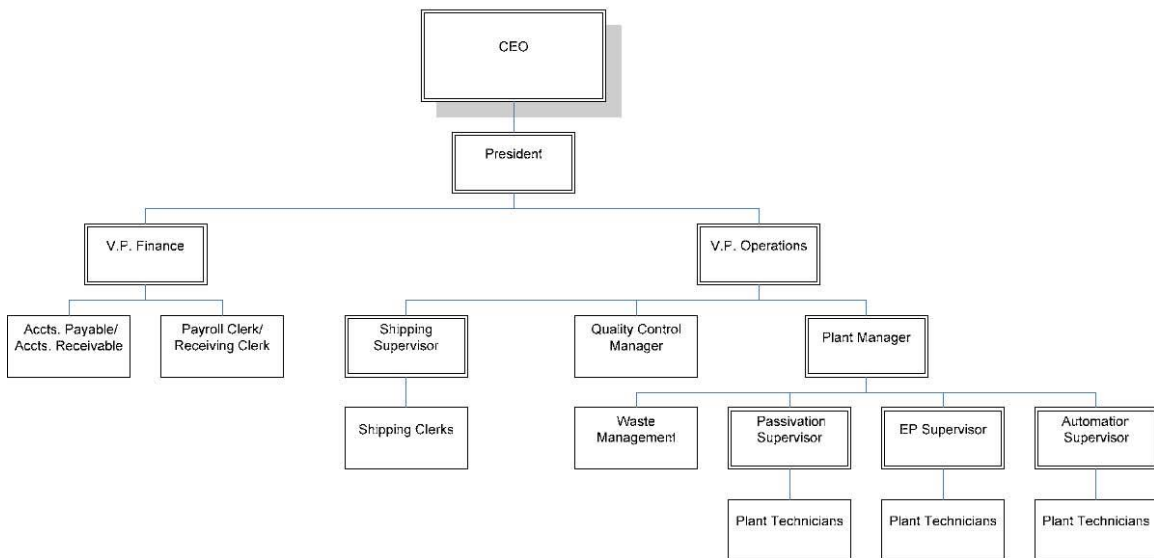 CEO
President
V.P. Finance
V.P. Operations
Accts. Payable/
Accts. Receivable
Payroll Clerk/
Receiving Clerk
Shipping
Supervisor
Quality Control
Manager
Plant Manager
Shipping Clerks
Waste
Management
Passivation
Supervisor
EP Supervisor
Automation
Supervisor
Plant Technicians
Plant Technicians
Plant Technicians